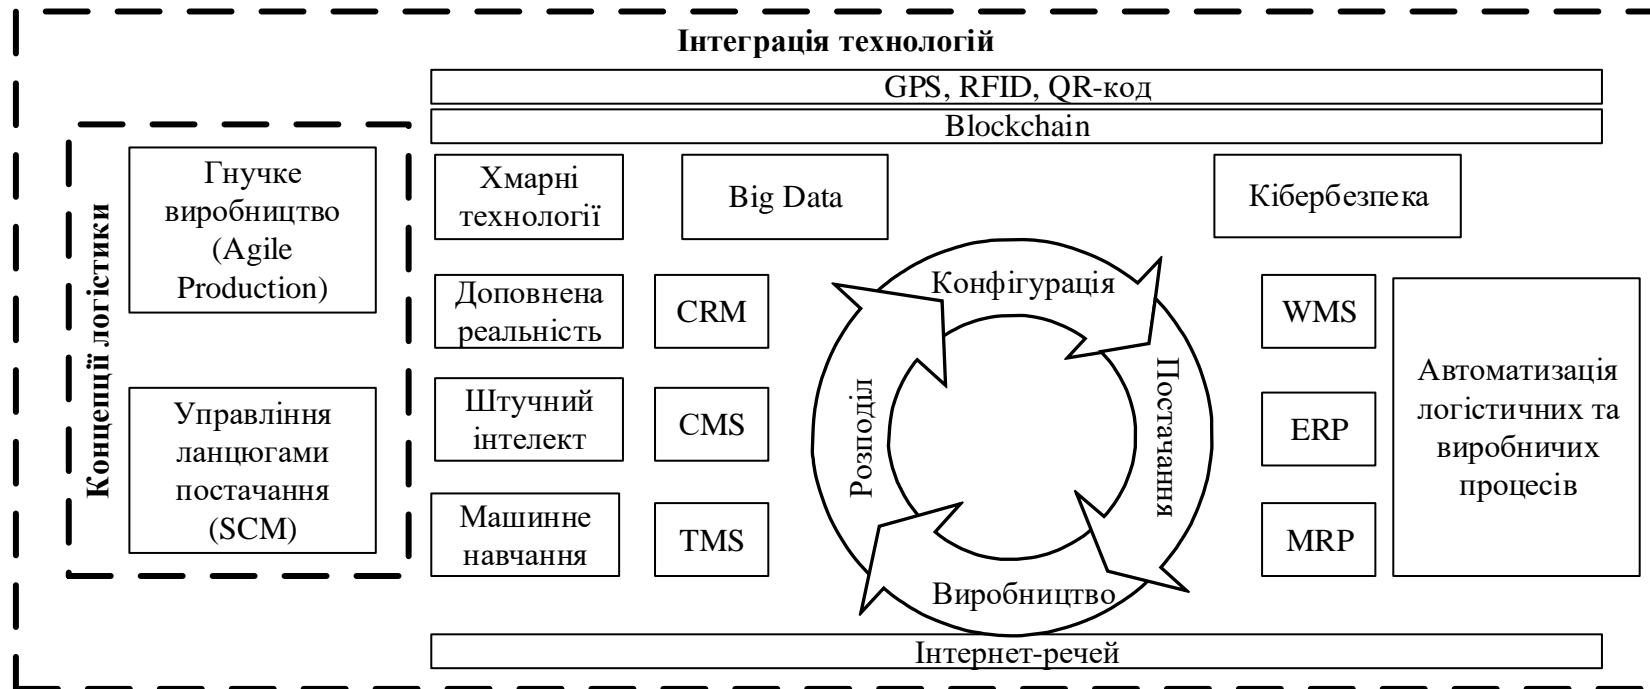 Інтеграція технологій
GPS, RFID, QR-код
Blockchain
Концепції логістики
Гнучке
виробництво
(Agile
Production)
Управління
ланцюгами
постачання
(SCM)
Хмарні
технології
Big Data
Кібербезпека
Доповнена
реальність
CRM
Штучний
інтелект
CMS
Машинне
навчання
TMS
Конфігурація
Постачання
Виробництво
Розподіл
WMS
ERP
MRP
Автоматизація
логістичних та
виробничих
процесів
Інтернет-речей